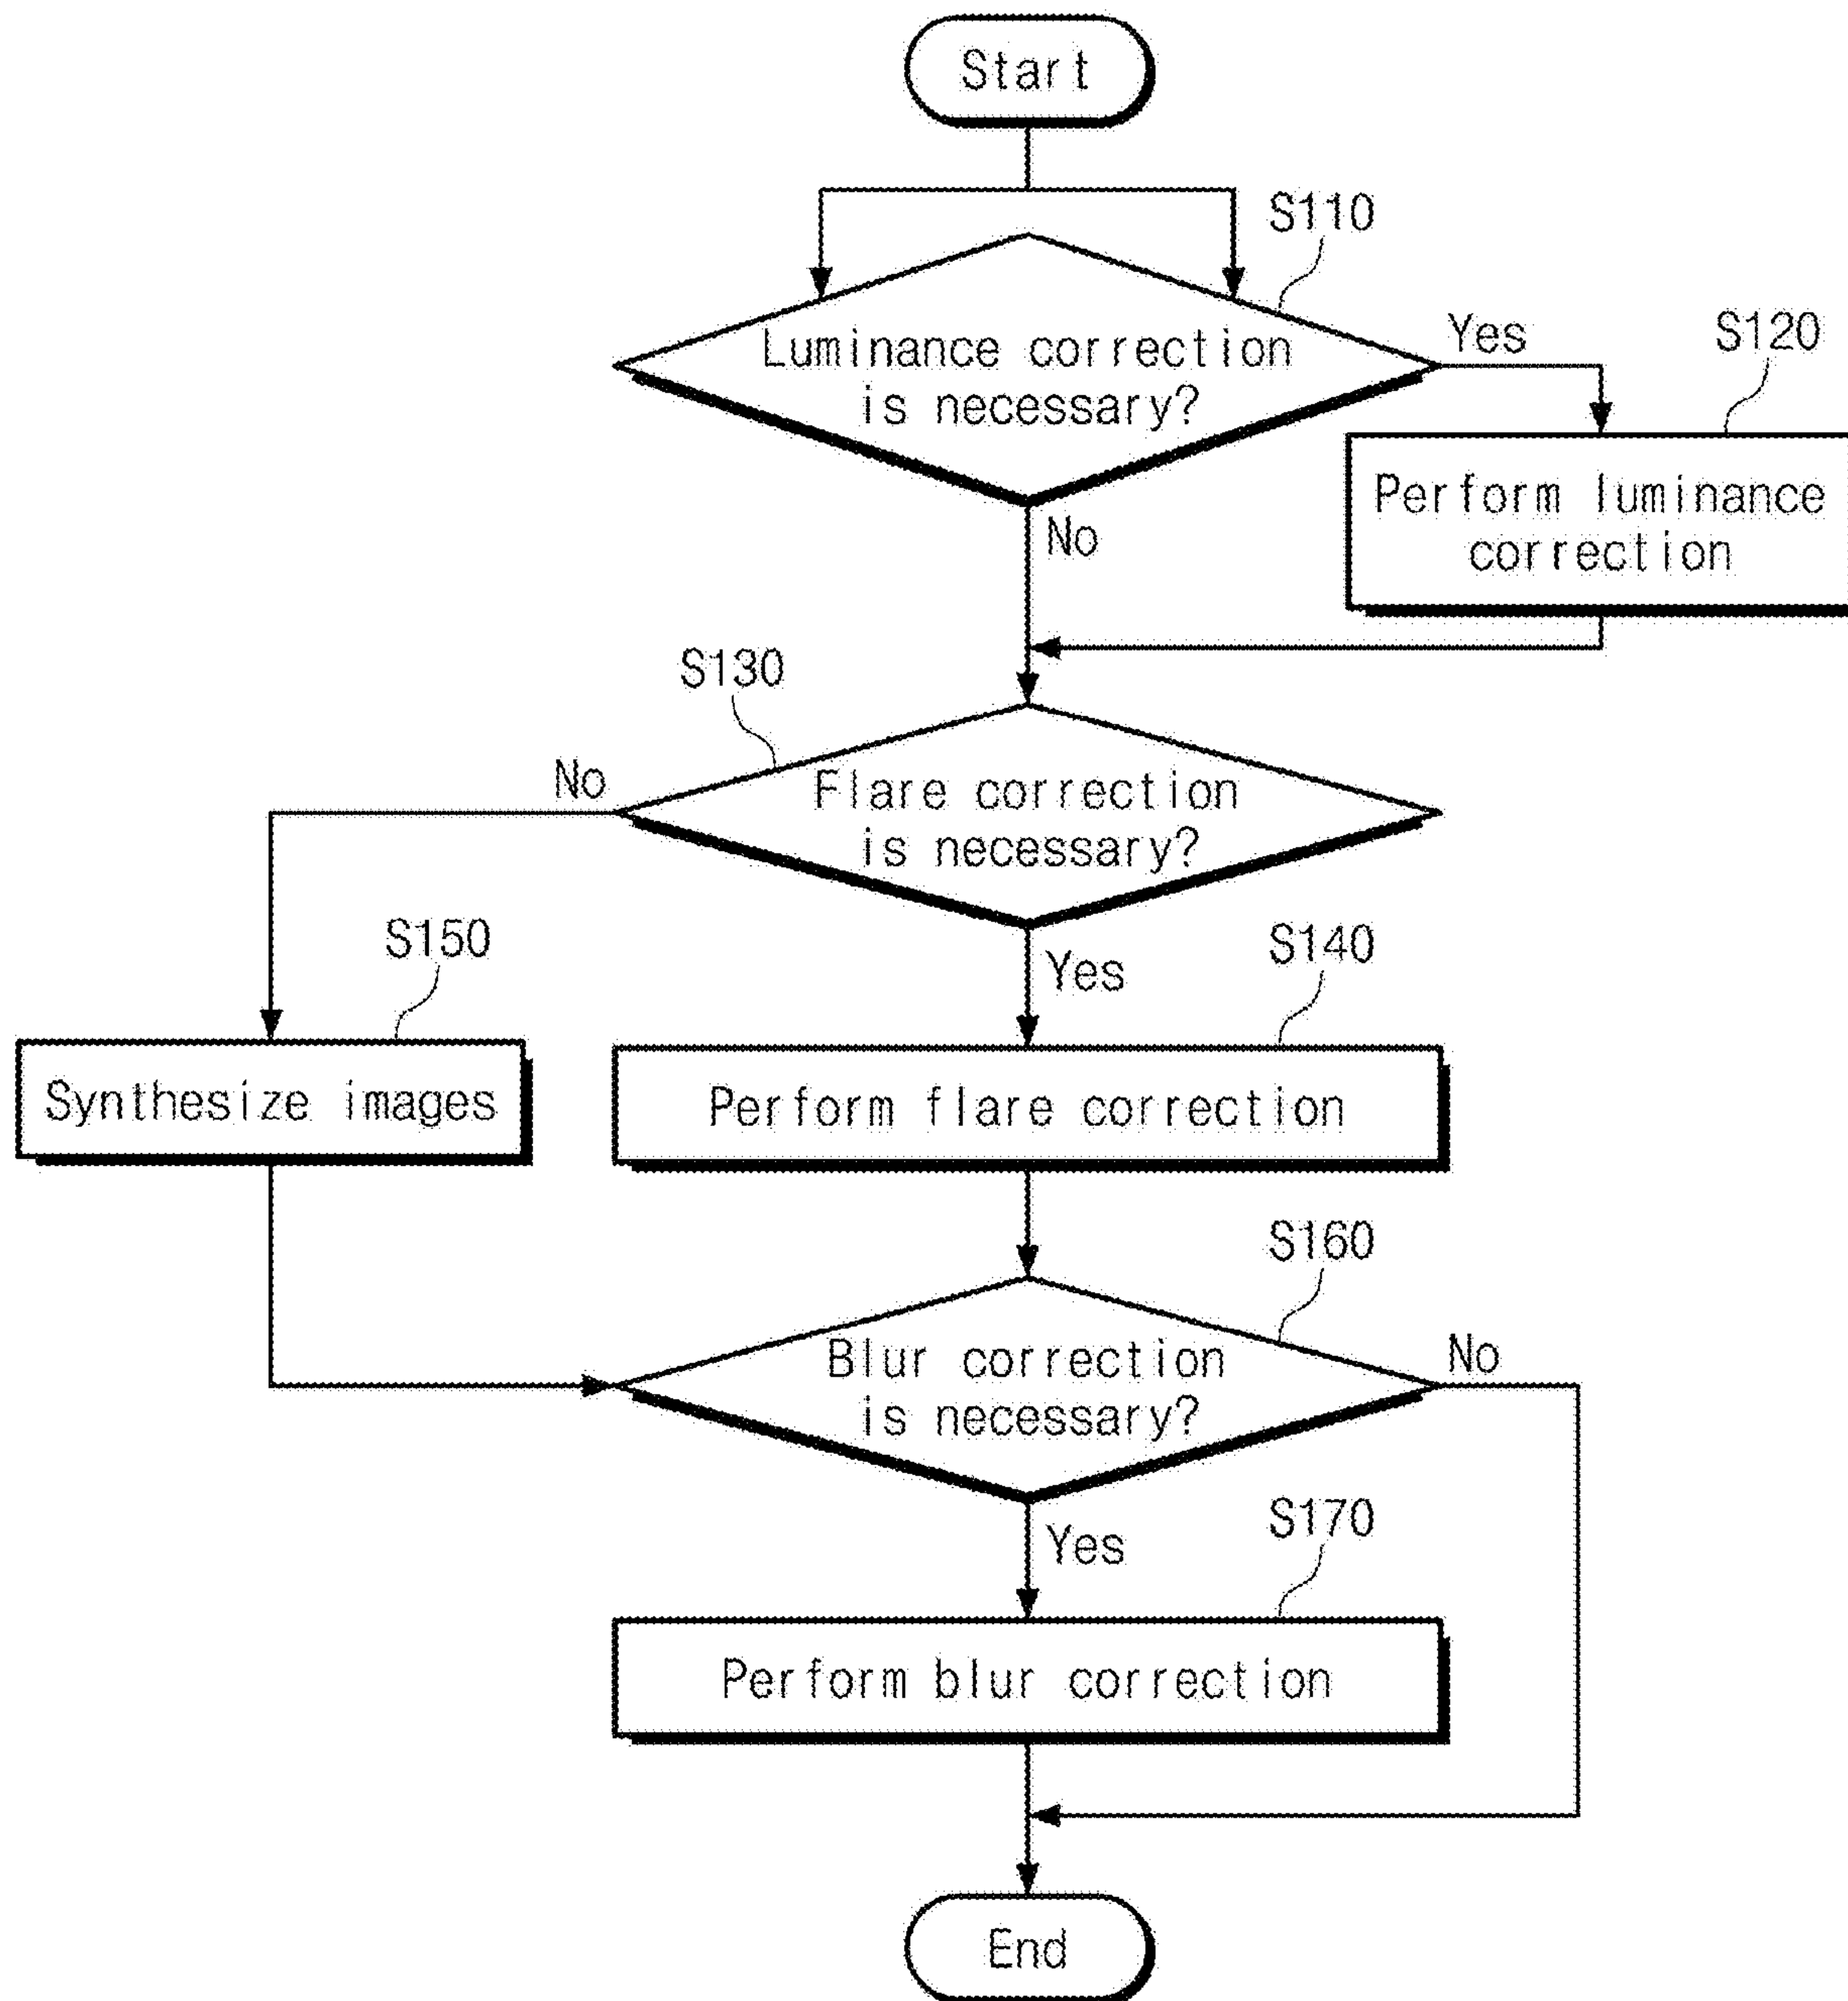 Start
S110
Luminance correction
is necessary?
Yes
S120
Perform luminance
correction
No
S130
No
Flare correction
is necessary?
S150
Yes
S140
Synthesize images
Perform flare correction
S160
Blur correction
is necessary?
No
Yes
S170
Perform blur correction
End